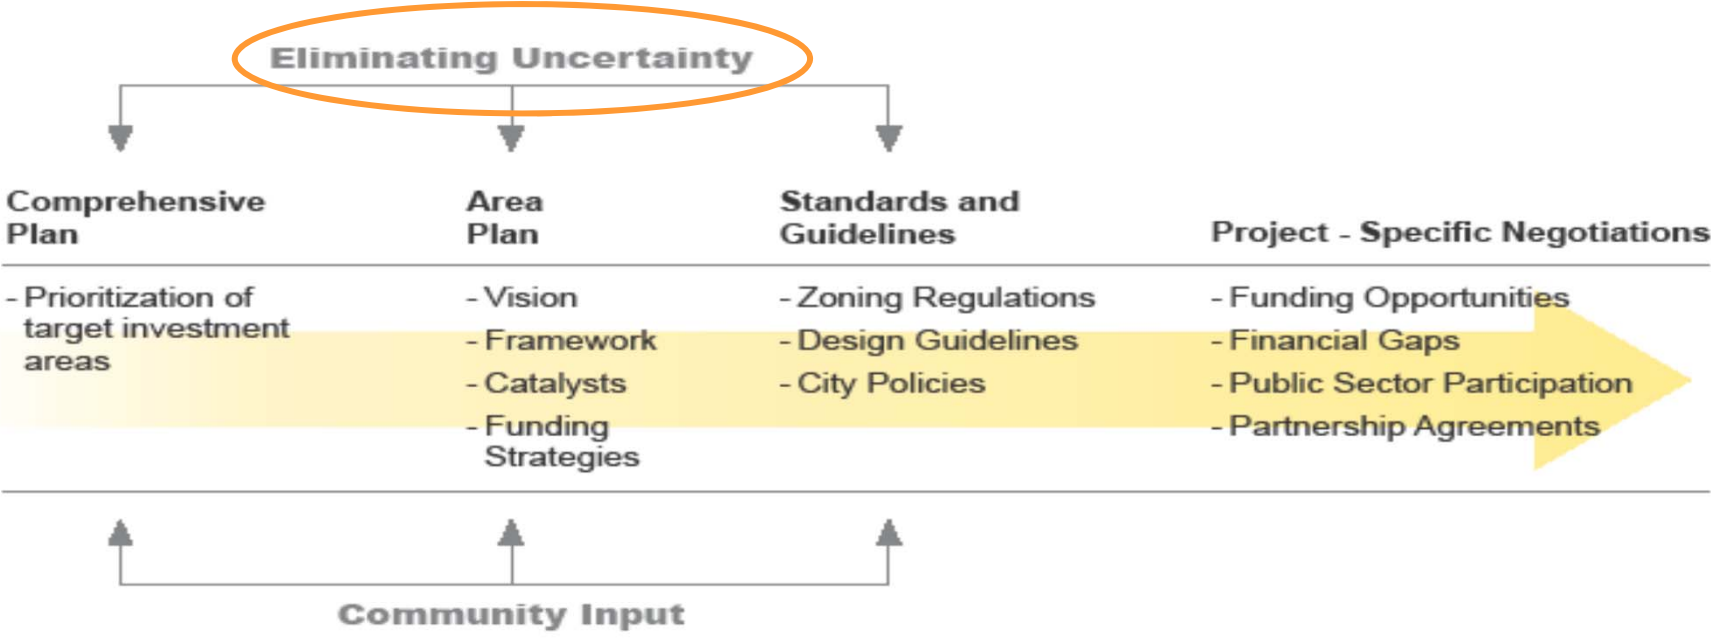 Eliminating Uncertainty
Comprehensive
Plan
Area
Plan
Standards and
Guidelines
Project - Specific Negotiations
- Prioritization of
target investment
areas
- Vision
- Framework
- Catalysts
- Funding
Strategies
- Zoning Regulations
- Design Guidelines
- City Policies
- Funding Opportunities
- Financial Gaps
- Public Sector Participation
- Partnership Agreements
Community Input